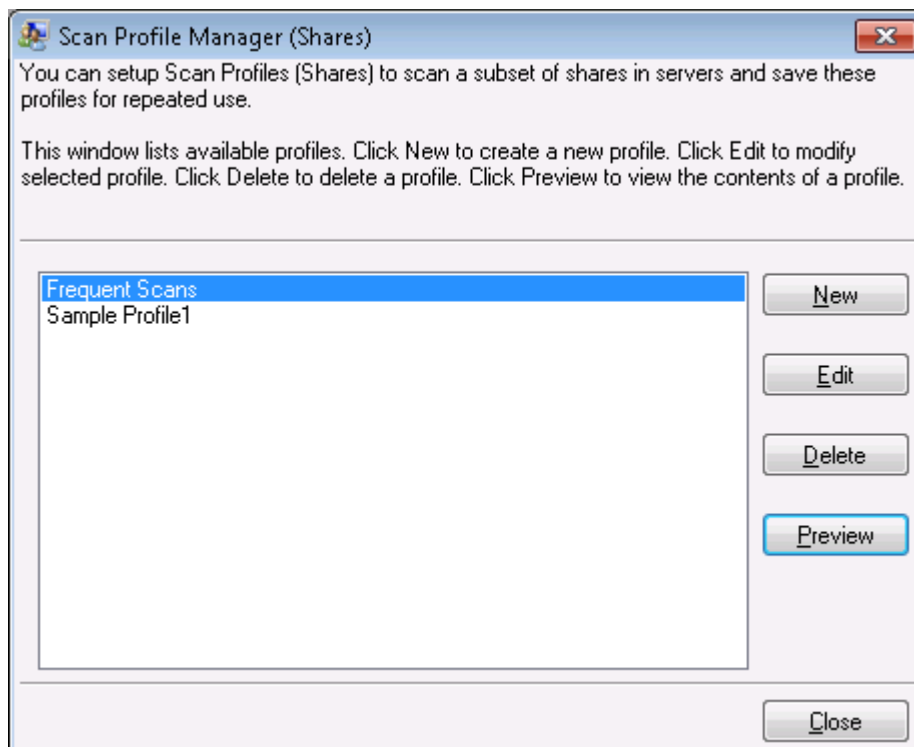 Scan Profile Manager (Shares)
You can setup Scan Profiles (Shares) to scan a subset of shares in servers and save these
profiles for repeated use.
This window lists available profiles. Click New to create a new profile. Click Edit to modify
selected profile. Click Delete to delete a profile. Click Preview to view the contents of a profile.
Frequent Scans
Sample Profile1
New
Edit
Delete
Preview
Close